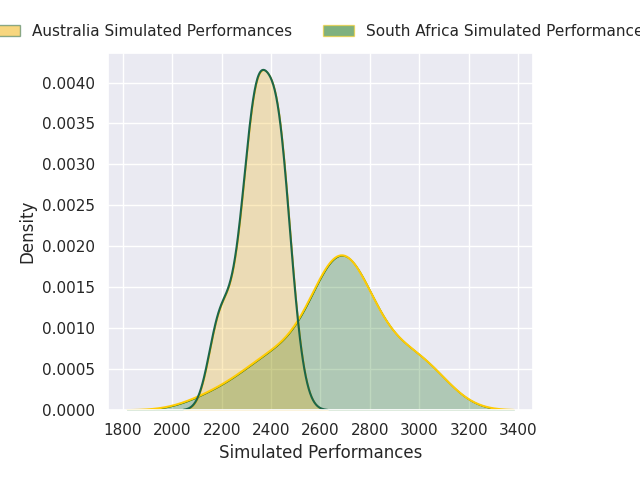 Australia Simulated Performances South Africa Simulated Performance
0.0040
0.0035
0.0030
0.0025
0.0020
0.0015
0.0010
0.0005
0.0000
Density
1800 2000 2200 2400 2600 2800 3000 3200 3400
Simulated Performances